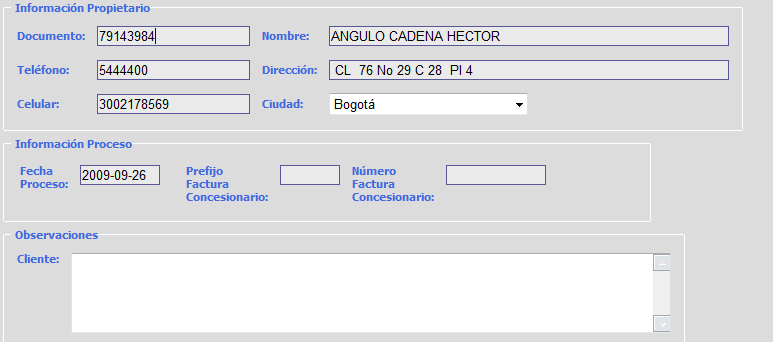 Información Propietario
Documento: 79143984 Nombre: ANGULO CADENA HECTOR
Teléfono: 5444400 Dirección: CL 76 No 29 C 28 PI 4
Celular: 3002178569 Ciudad: Bogotá
Información Proceso
Fecha Proceso: 2009-09-26 Prefijo Factura Concesionario: Número Factura Concesionario:
Observaciones
Cliente: